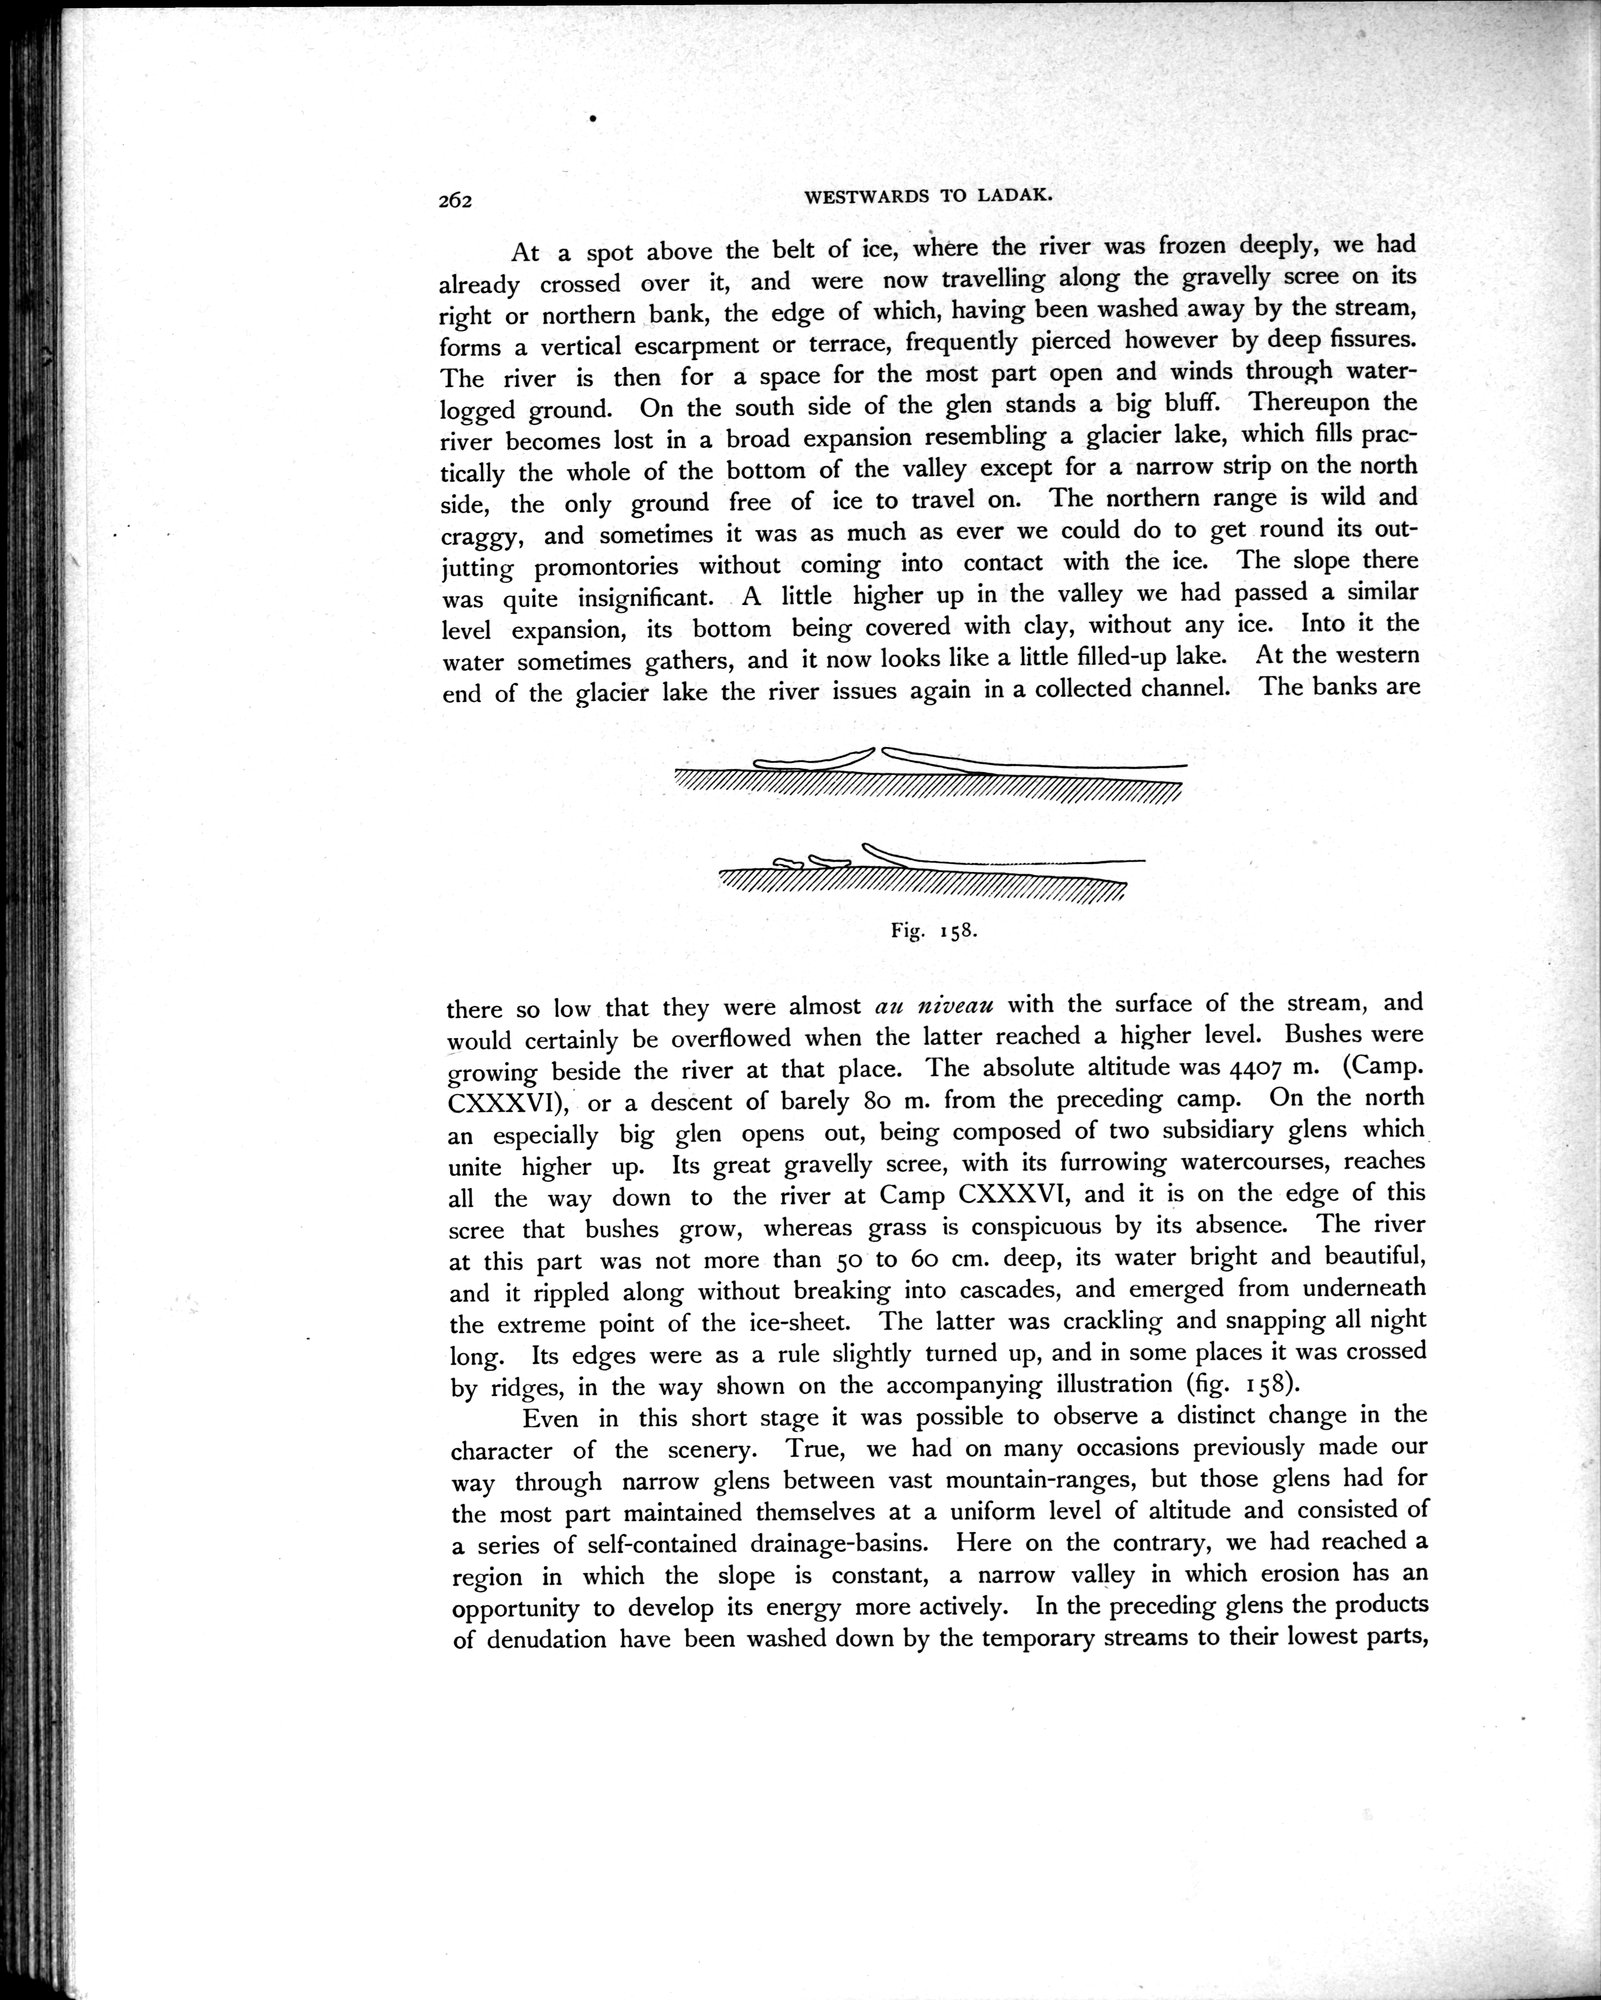 262
WESTWARDS TO LADAK.
At a spot above the belt of ice, where the river was frozen deeply, we had
already crossed over it, and were now travelling along the gravelly scree on its
right or northern bank, the edge of which, having been washed away by the stream,
forms a vertical escarpment or terrace, frequently pierced however by deep fissures.
The river is then for a space for the most part open and winds through water-
logged ground. On the south side of the glen stands a big bluff. Thereupon the
river becomes lost in a broad expansion resembling a glacier lake, which fills prac-
tically the whole of the bottom of the valley except for a narrow strip on the north
side, the only ground free of ice to travel on. The northern range is wild and
craggy, and sometimes it was as much as ever we could do to get round its out-
jutting promontories without coming into contact with the ice. The slope there
was quite insignificant. A little higher up in the valley we had passed a similar
level expansion, its bottom being covered with clay, without any ice. Into it the
water sometimes gathers, and it now looks like a little filled-up lake. At the western
end of the glacier lake the river issues again in a collected channel. The banks are
Fig. 158.
there so low that they were almost au niveau with the surface of the stream, and
would certainly be overflowed when the latter reached a higher level. Bushes were
growing beside the river at that place. The absolute altitude was 4407 m. (Camp.
CXXXVI), or a descent of barely 80 m. from the preceding camp. On the north
an especially big glen opens out, being composed of two subsidiary glens which
unite higher up. Its great gravelly scree, with its furrowing watercourses, reaches
all the way down to the river at Camp CXXXVI, and it is on the edge of this
scree that bushes grow, whereas grass is conspicuous by its absence. The river
at this part was not more than 50 to 60 cm. deep, its water bright and beautiful,
and it rippled along without breaking into cascades, and emerged from underneath
the extreme point of the ice-sheet. The latter was crackling and snapping all night
long. Its edges were as a rule slightly turned up, and in some places it was crossed
by ridges, in the way shown on the accompanying illustration (fig. 158).
Even in this short stage it was possible to observe a distinct change in the
character of the scenery. True, we had on many occasions previously made our
way through narrow glens between vast mountain-ranges, but those glens had for
the most part maintained themselves at a uniform level of altitude and consisted of
a series of self-contained drainage-basins. Here on the contrary, we had reached a
region in which the slope is constant, a narrow valley in which erosion has an
opportunity to develop its energy more actively. In the preceding glens the products
of denudation have been washed down by the temporary streams to their lowest parts,